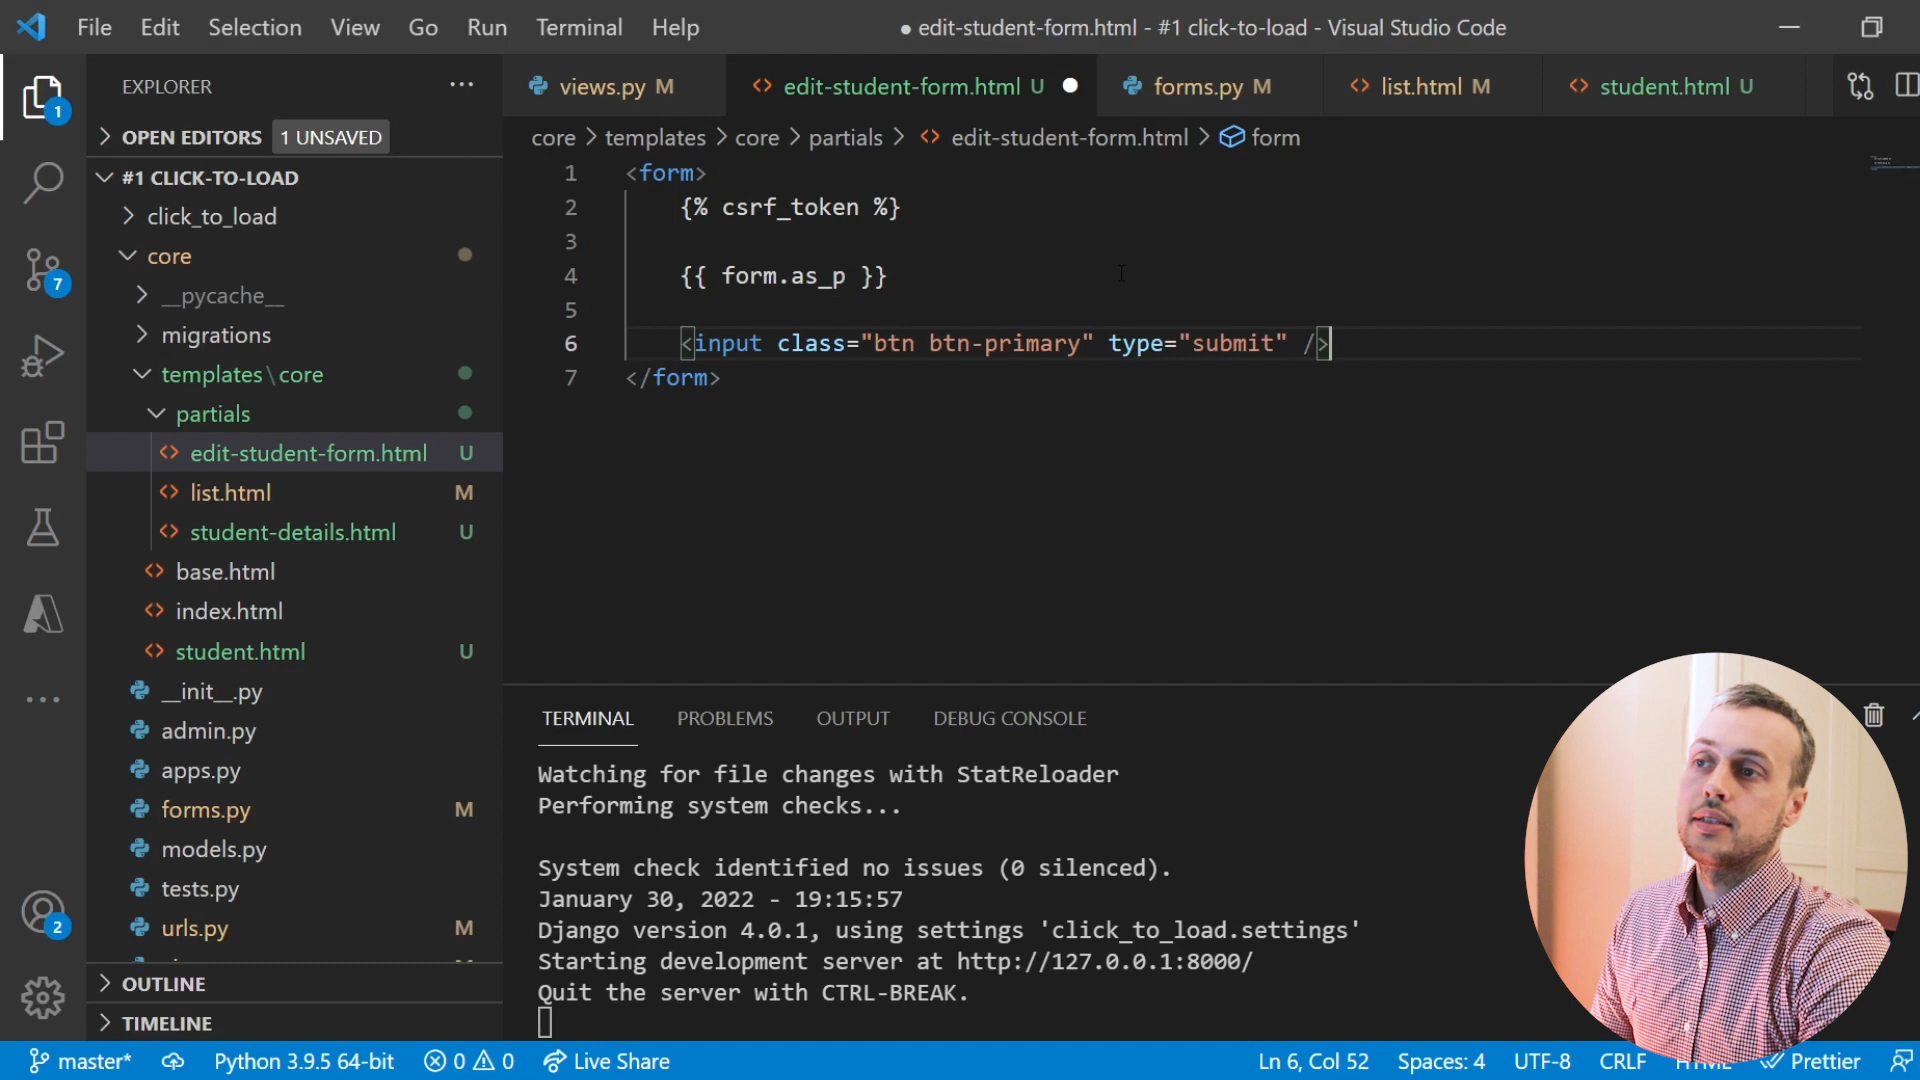 File Edit Selection View Go Run Terminal Help
● edit-student-form.html - #1 click-to-load - Visual Studio Code
EXPLORER
views.py M
edit-student-form.html U
forms.py M
list.html M
student.html U
1
OPEN EDITORS 1 UNSAVED
core > templates > core > partials > edit-student-form.html > form
#1 CLICK-TO-LOAD
click_to_load
core
__pycache__
migrations
templates\core
partials
edit-student-form.html U
list.html M
student-details.html U
base.html
index.html
student.html U
__init__.py
admin.py
apps.py
forms.py M
models.py
tests.py
urls.py M
OUTLINE
TIMELINE
7
2
1 <form>
2 {% csrf_token %}
3
4 {{ form.as_p }}
5
6 <input class="btn btn-primary" type="submit" />
7 </form>
TERMINAL PROBLEMS OUTPUT DEBUG CONSOLE
Watching for file changes with StatReloader
Performing system checks...
System check identified no issues (0 silenced).
January 30, 2022 - 19:15:57
Django version 4.0.1, using settings 'click_to_load.settings'
Starting development server at http://127.0.0.1:8000/
Quit the server with CTRL-BREAK.
master* Python 3.9.5 64-bit 0 0 Live Share Ln 6, Col 52 Spaces: 4 UTF-8 CRLF HTML Prettier